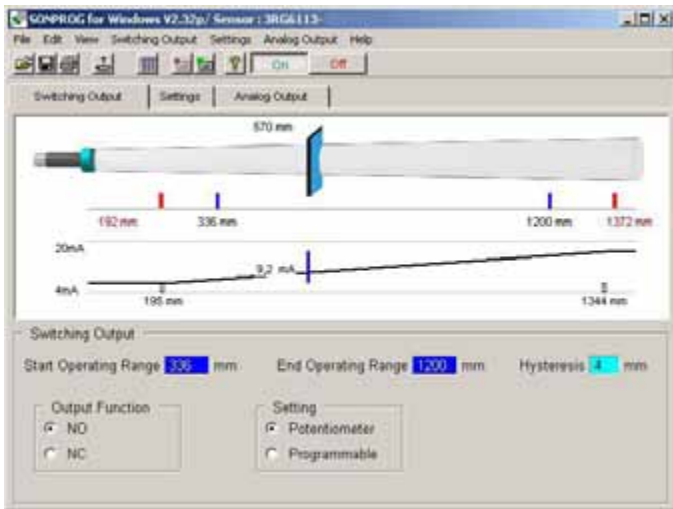 SONPROG for Windows V2.32p/ Sensor : 3RG6113-
File Edit View Switching Output Settings Analog Output Help
On Off
Switching Output Settings Analog Output
570 mm
192 mm 336 mm 1200 mm 1372 mm
20mA
9,2 mA
4mA
195 mm 1344 mm
Switching Output
Start Operating Range 336 mm End Operating Range 1200 mm Hysteresis 4 mm
Output Function Setting
NO Potentiometer
NC Programmable